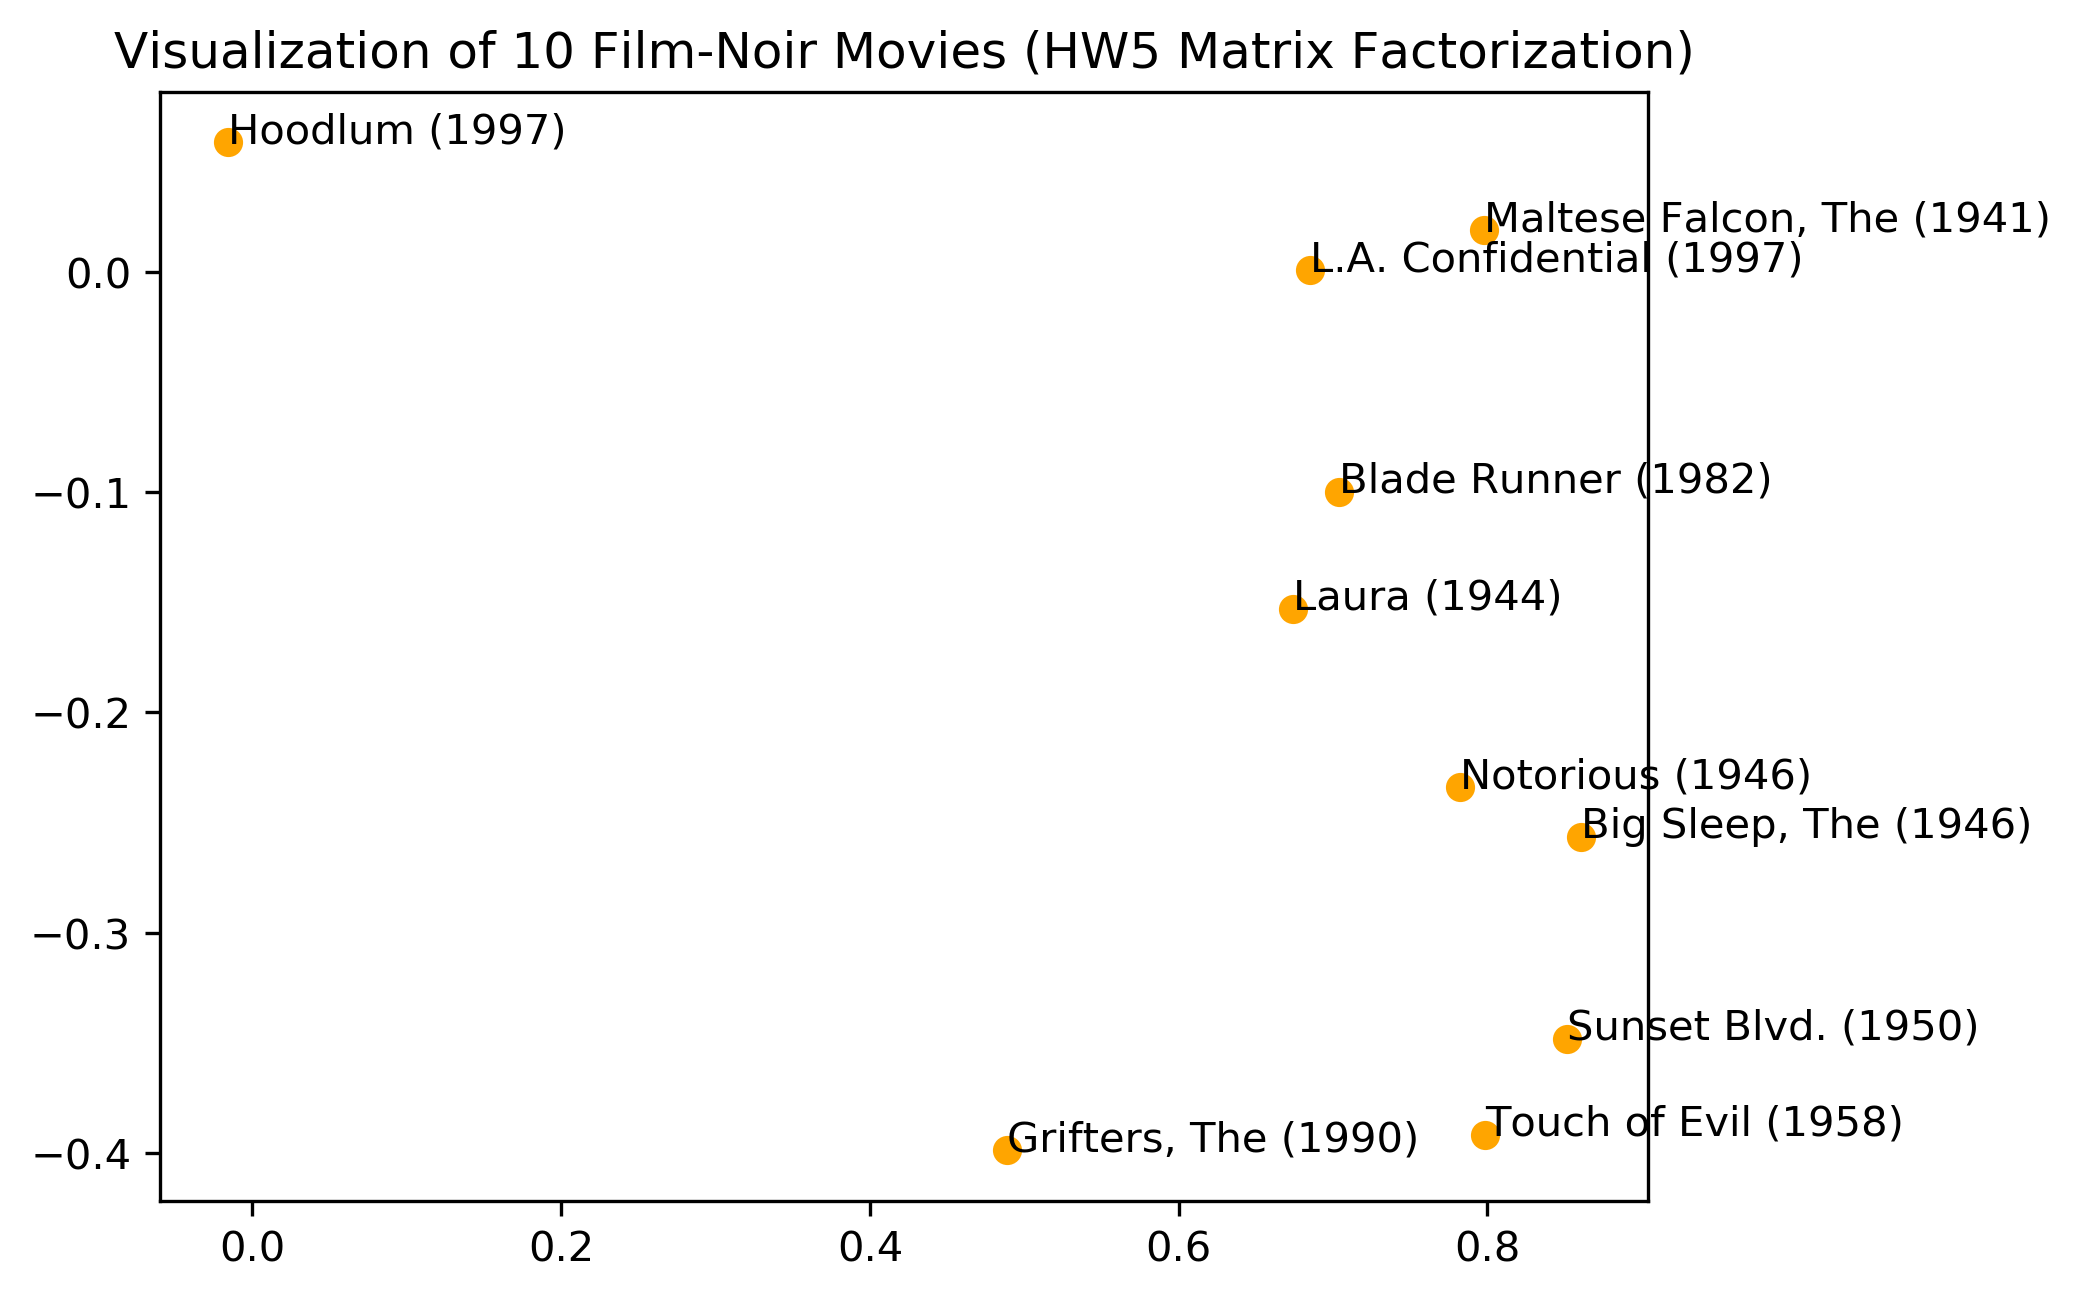 Visualization of 10 Film-Noir Movies (HW5 Matrix Factorization)
Hoodlum (1997)
Maltese Falcon, The (1941)
L.A. Confidential (1997)
Blade Runner (1982)
Laura (1944)
Notorious (1946)
Big Sleep, The (1946)
Sunset Blvd. (1950)
Touch of Evil (1958)
Grifters, The (1990)
0.0
−0.1
−0.2
−0.3
−0.4
0.0
0.2
0.4
0.6
0.8